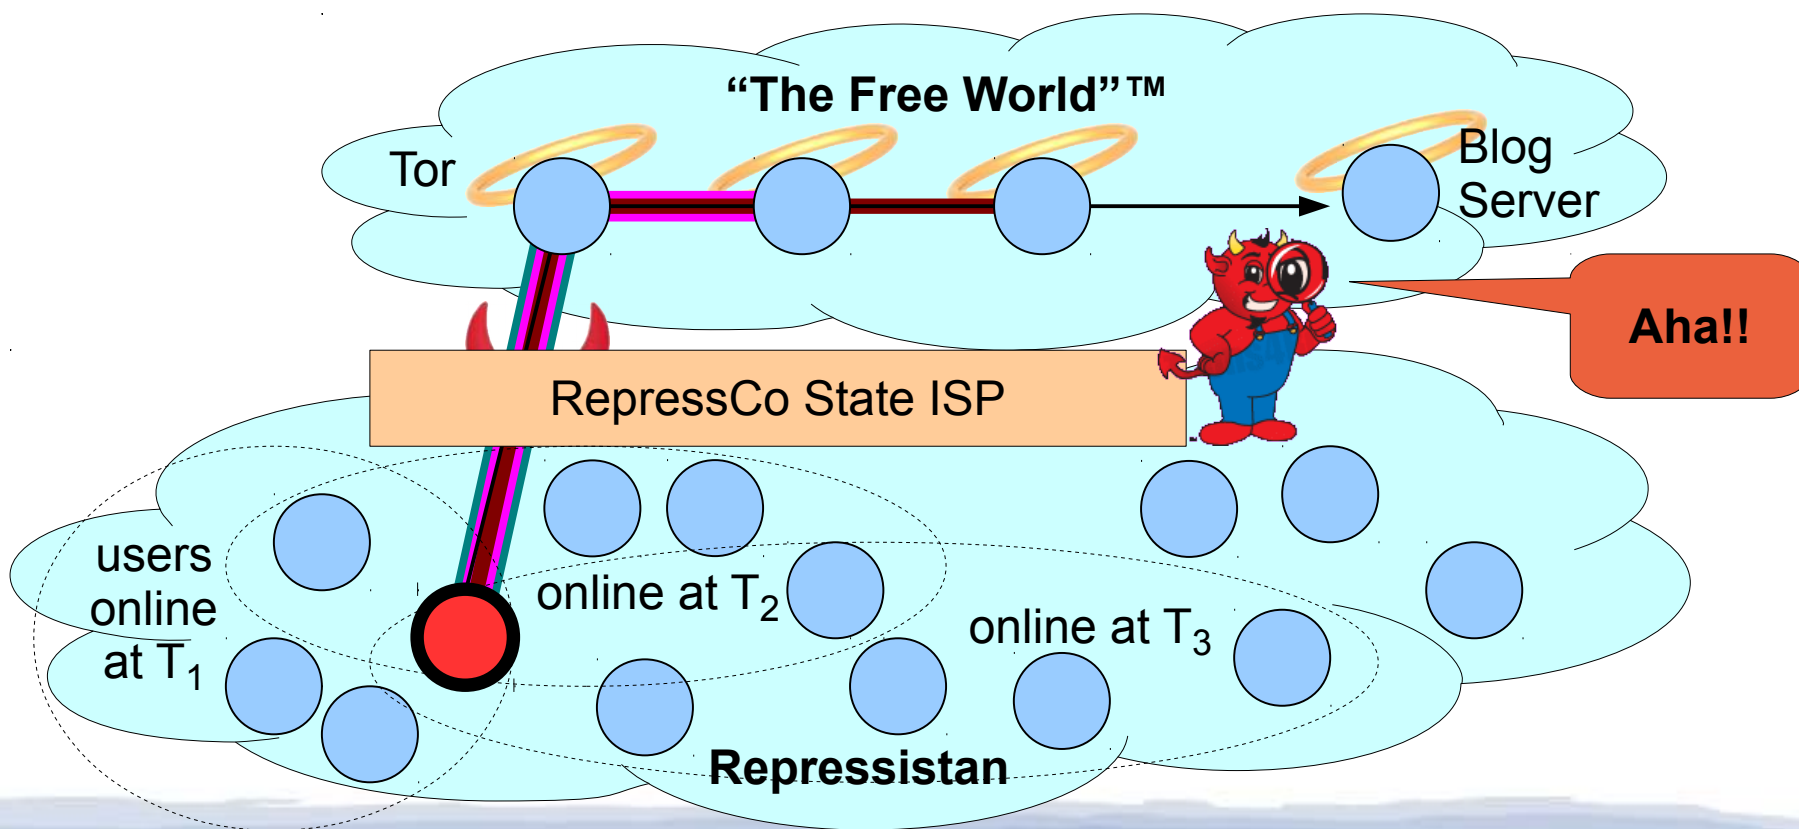 “The Free World”™
Tor
Blog
Server
Aha!!
RepressCo State ISP
users
online
at T₁
online at T₂
online at T₃
Repressistan